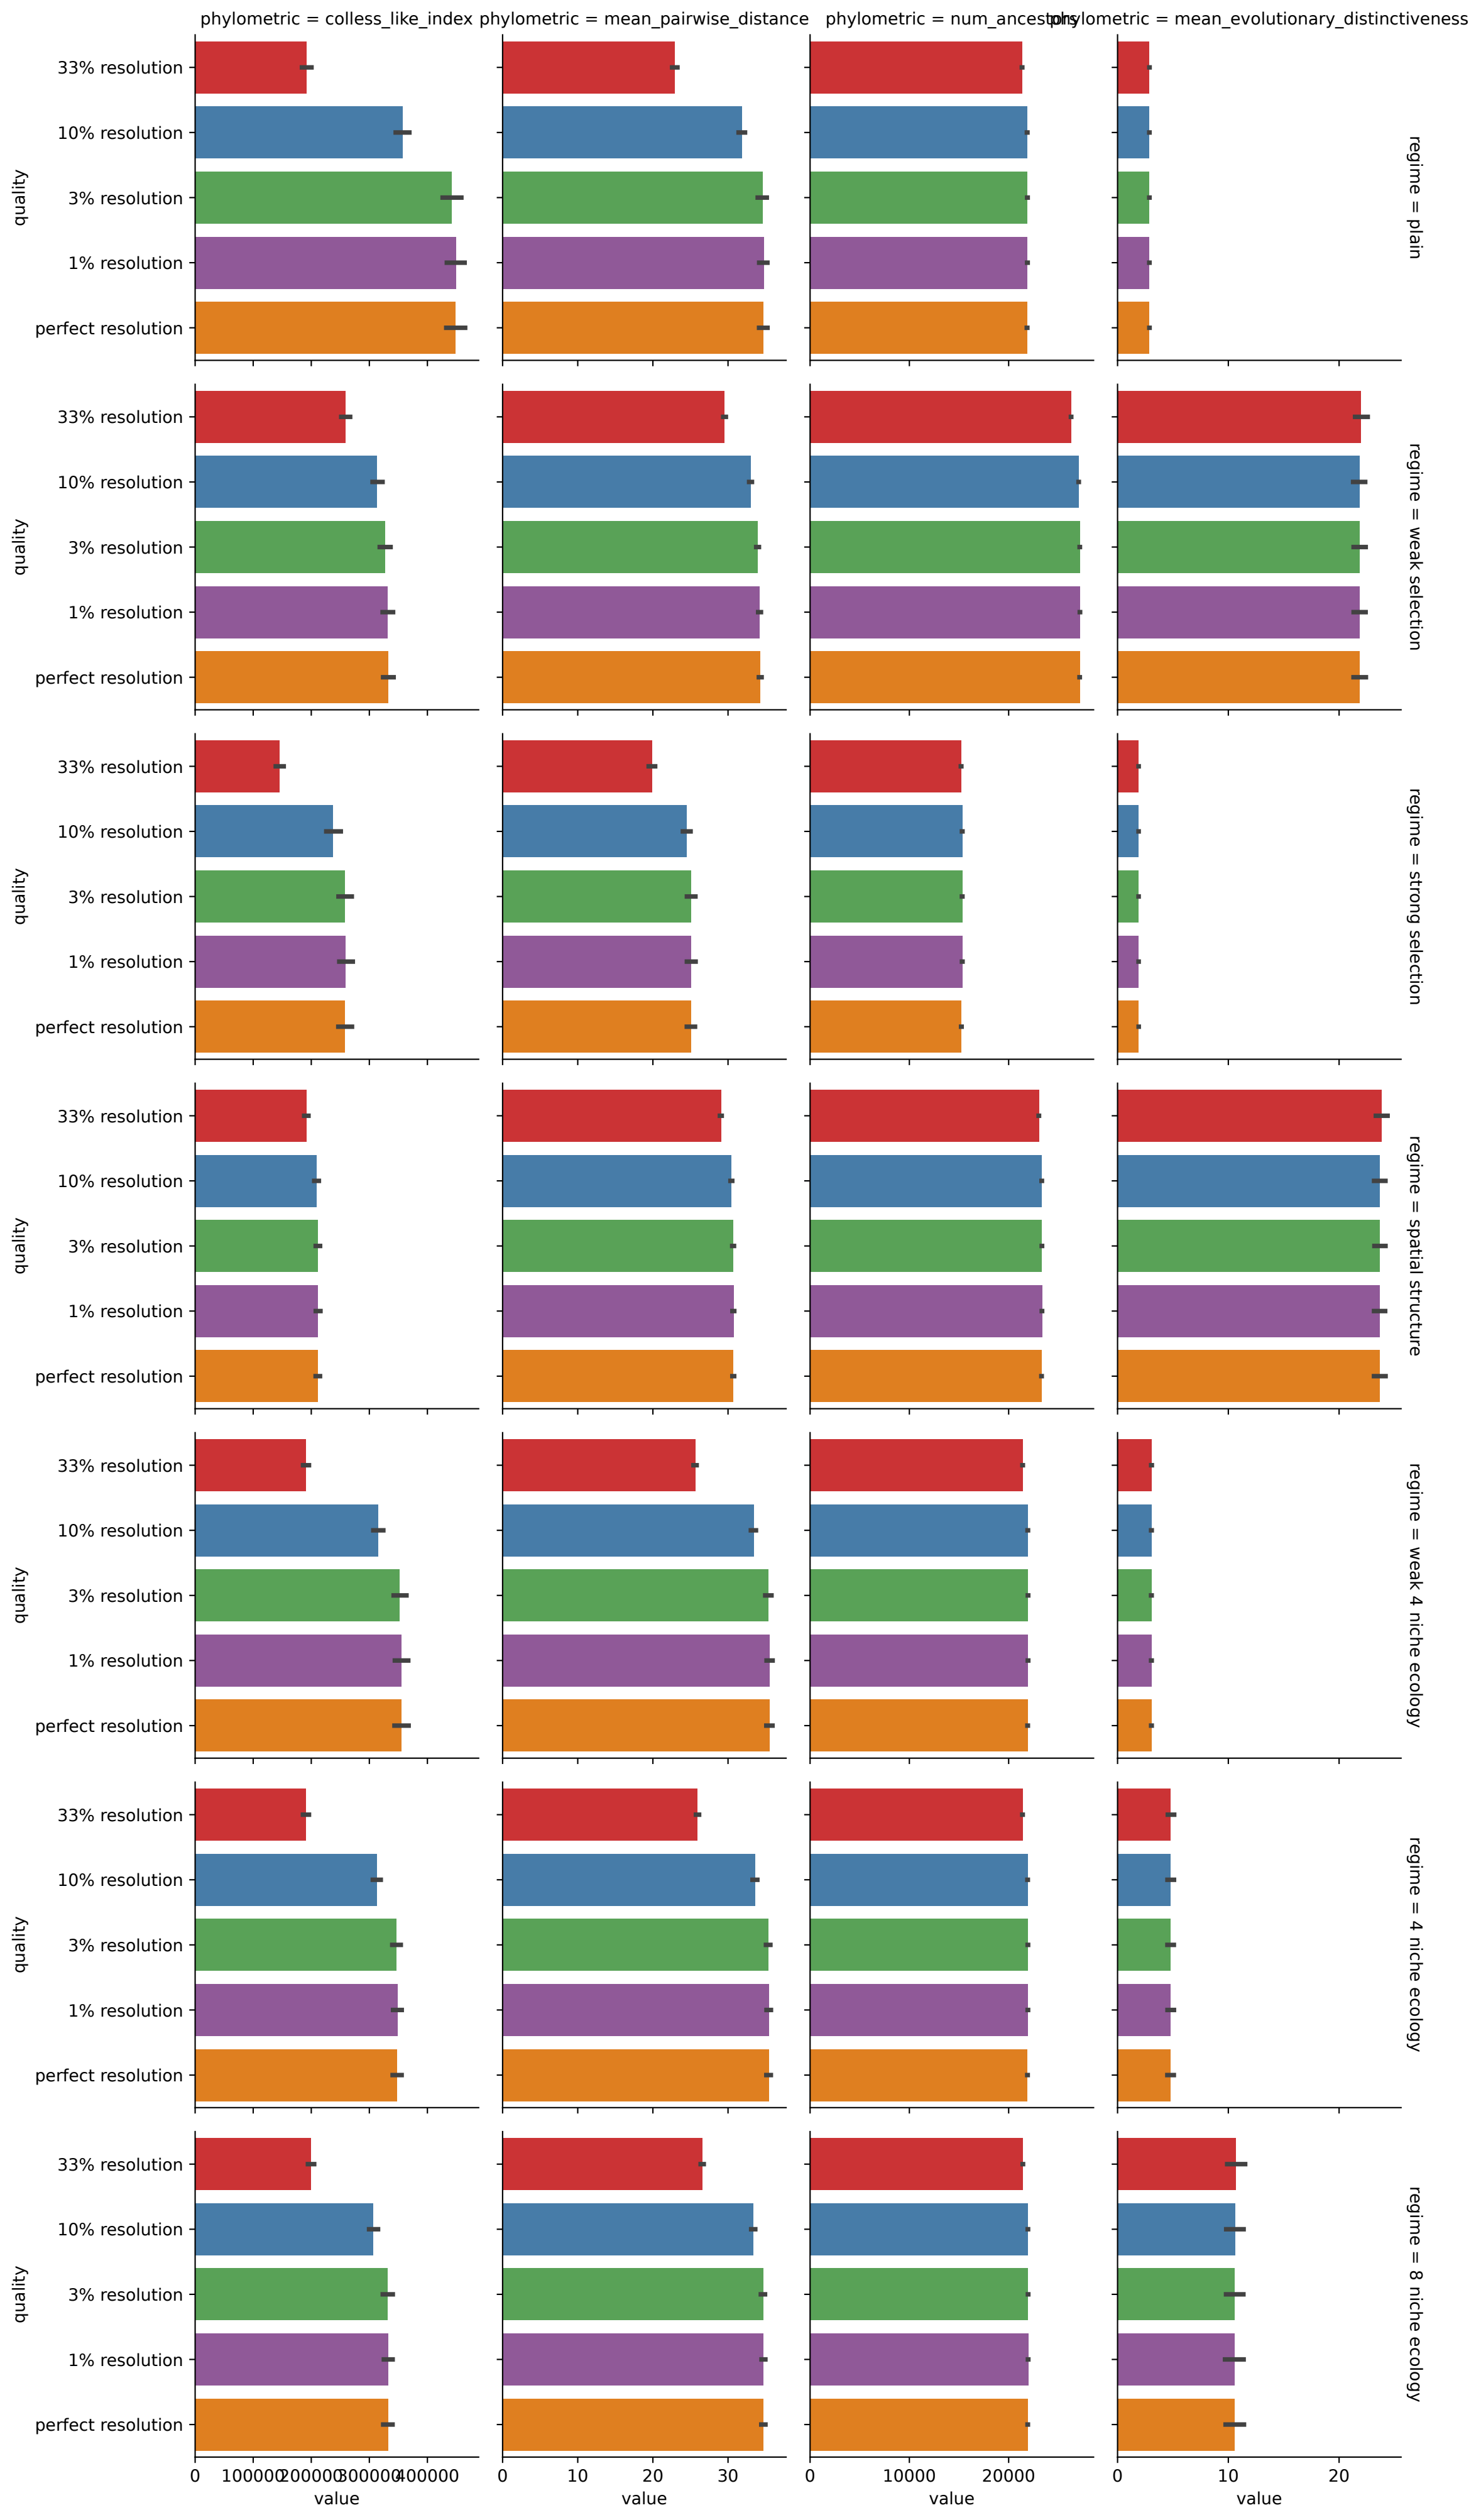 phylometric = colless_like_index phylometric = mean_pairwise_distance phylometric = num_ancestors phylometric = mean_evolutionary_distinctiveness
33% resolution
10% resolution
3% resolution
1% resolution
perfect resolution
quality
regime = plain
33% resolution
10% resolution
3% resolution
1% resolution
perfect resolution
quality
regime = weak selection
33% resolution
10% resolution
3% resolution
1% resolution
perfect resolution
quality
regime = strong selection
33% resolution
10% resolution
3% resolution
1% resolution
perfect resolution
quality
regime = spatial structure
33% resolution
10% resolution
3% resolution
1% resolution
perfect resolution
quality
regime = weak 4 niche ecology
33% resolution
10% resolution
3% resolution
1% resolution
perfect resolution
quality
regime = 4 niche ecology
33% resolution
10% resolution
3% resolution
1% resolution
perfect resolution
quality
regime = 8 niche ecology
0 100000 200000 300000 400000 0 10 20 30 0 10000 20000 0 10 20
value value value value